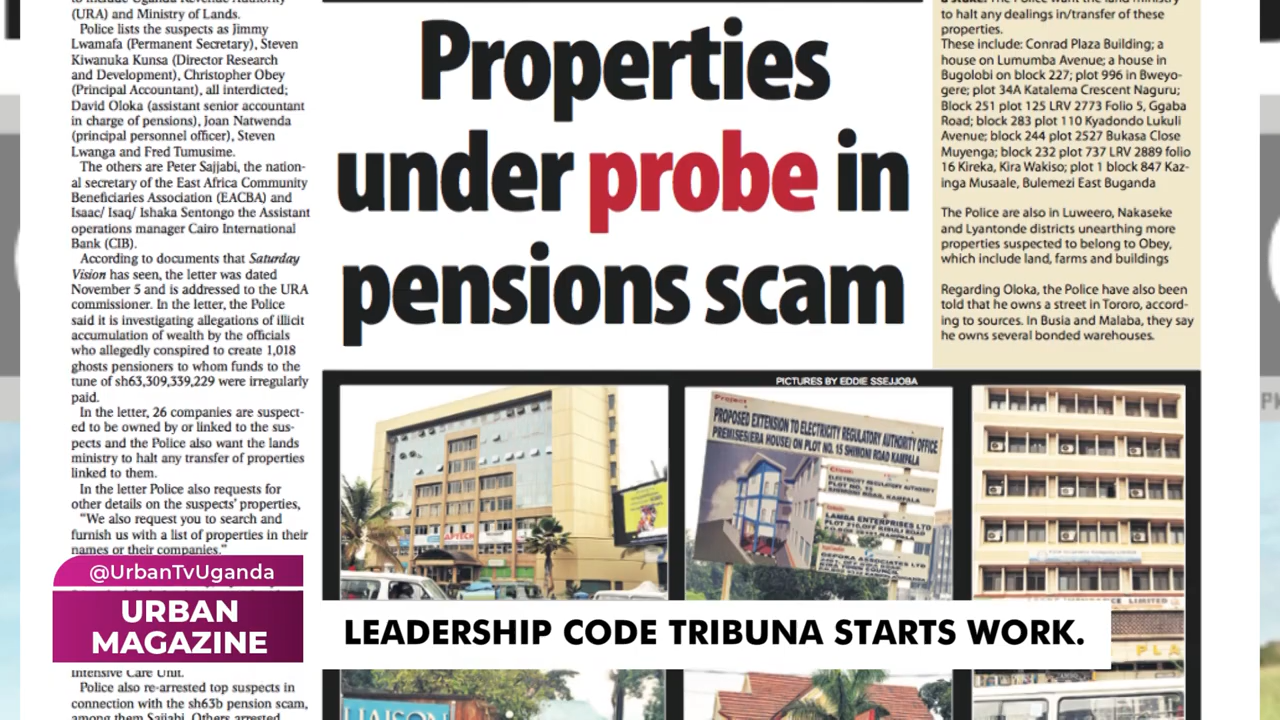 to include Uganda Revenue Authority
(URA) and Ministry of Lands.
Police lists the suspects as Jimmy
Lwamafa (Permanent Secretary), Steven
Kiwanuka Kunsa (Director Research
and Development), Christopher Obey
(Principal Accountant), all interdicted;
David Oloka (assistant senior accountant
in charge of pensions), Joan Natwenda
(principal personnel officer), Steven
Lwanga and Fred Tumusime.
The others are Peter Sajjabi, the nation-
al secretary of the East Africa Community
Beneficiaries Association (EACBA) and
Isaac/ Isaq/ Ishaka Sentongo the Assistant
operations manager Cairo International
Bank (CIB).
According to documents that Saturday
Vision has seen, the letter was dated
November 5 and is addressed to the URA
commissioner. In the letter, the Police
said it is investigating allegations of illicit
accumulation of wealth by the officials
who allegedly conspired to create 1,018
ghosts pensioners to whom funds to the
tune of sh63,309,339,229 were irregularly
paid.
In the letter, 26 companies are suspect-
ed to be owned by or linked to the sus-
pects and the Police also want the lands
ministry to halt any transfer of properties
linked to them.
In the letter Police also requests for
other details on the suspects' properties,
"We also request you to search and
furnish us with a list of properties in their
names or their companies."
Intensive Care Unit.
Police also re-arrested top suspects in
connection with the sh63b pension scam,
among them Sajjabi. Others arrested
Properties
under probe in
pensions scam
a stake. The Police want the land ministry
to halt any dealings in/transfer of these
properties.
These include: Conrad Plaza Building; a
house on Lumumba Avenue; a house in
Bugolobi on block 227; plot 996 in Bweyo-
gere; plot 34A Katalema Crescent Naguru;
Block 251 plot 125 LRV 2773 Folio 5, Ggaba
Road; block 283 plot 110 Kyadondo Lukuli
Avenue; block 244 plot 2527 Bukasa Close
Muyenga; block 232 plot 737 LRV 2889 folio
16 Kireka, Kira Wakiso; plot 1 block 847 Kaz-
inga Musaale, Bulemezi East Buganda
The Police are also in Luweero, Nakaseke
and Lyantonde districts unearthing more
properties suspected to belong to Obey,
which include land, farms and buildings
Regarding Oloka, the Police have also been
told that he owns a street in Tororo, accord-
ing to sources. In Busia and Malaba, they say
he owns several bonded warehouses.
PICTURES BY EDDIE SSEJJOBA
APTECH
Project
PROPOSED EXTENSION TO ELECTRICITY REGULATORY AUTHORITY OFFICE
PREMISES(ERA HOUSE) ON PLOT NO. 15 SHIMONI ROAD KAMPALA
ELECTRICITY REGULATORY AUTHORITY
PLOT NO. 15
SHIMONI ROAD, KAMPALA
LAMBA ENTERPRISES LTD
LIAISON
@UrbanTvUganda
URBAN
MAGAZINE
LEADERSHIP CODE TRIBUNA STARTS WORK.